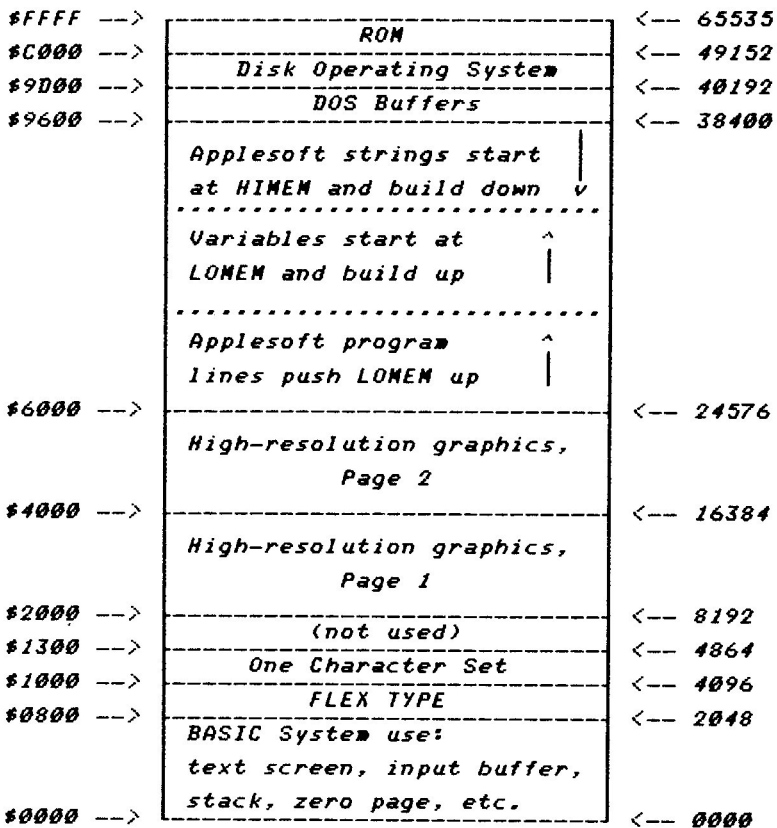 $FFFF --> <-- 65535
ROM
$C000 --> <-- 49152
Disk Operating System
$9D00 --> <-- 40192
DOS Buffers
$9600 --> <-- 38400
Applesoft strings start
at HIMEM and build down v
Variables start at ^
LOMEM and build up
Applesoft program ^
lines push LOMEM up
$6000 --> <-- 24576
High-resolution graphics,
Page 2
$4000 --> <-- 16384
High-resolution graphics,
Page 1
$2000 --> <-- 8192
(not used)
$1300 --> <-- 4864
One Character Set
$1000 --> <-- 4096
FLEX TYPE
$0800 --> <-- 2048
BASIC System use:
text screen, input buffer,
stack, zero page, etc.
$0000 --> <-- 0000